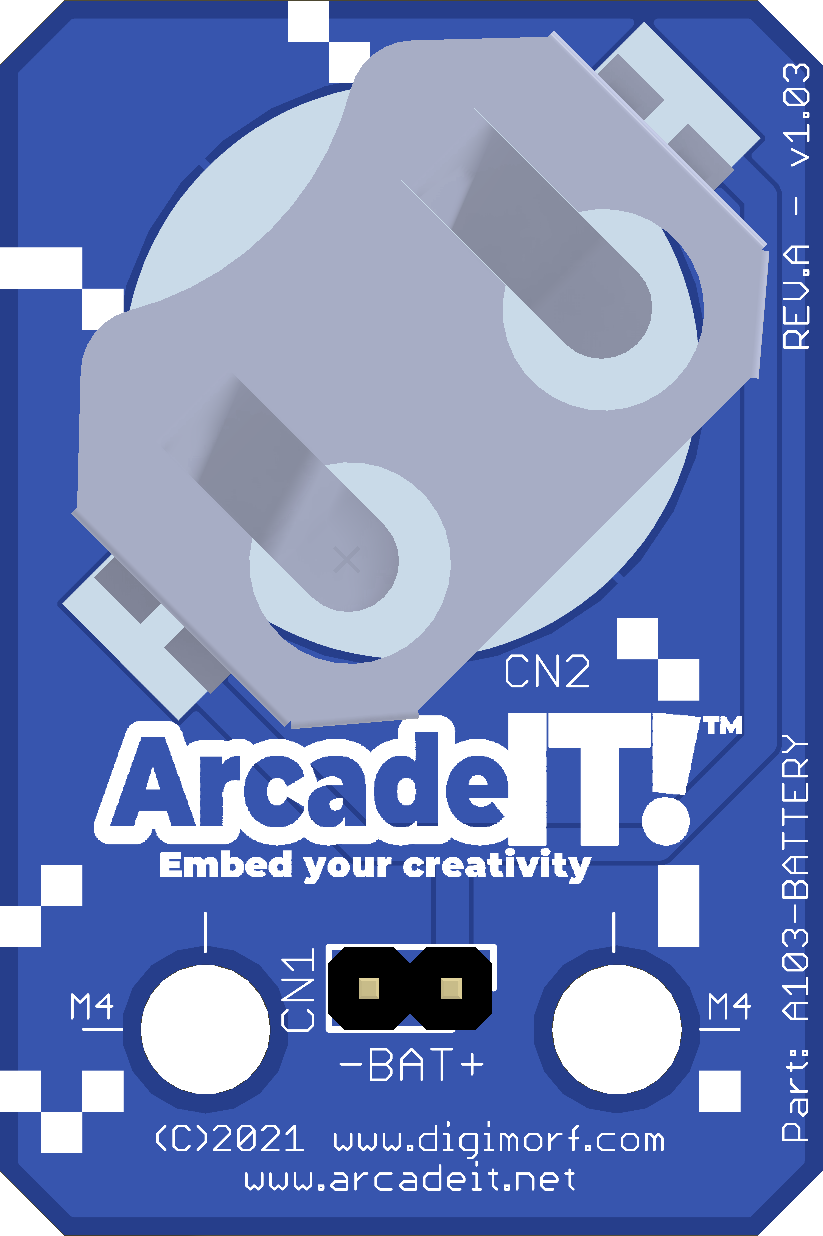 REV.A - v1.03
CN2
ArcadeIT!™
Embed your creativity
Part: A103-BATTERY
CN1
M4
M4
-BAT+
(C)2021 www.digimorf.com
www.arcadeit.net